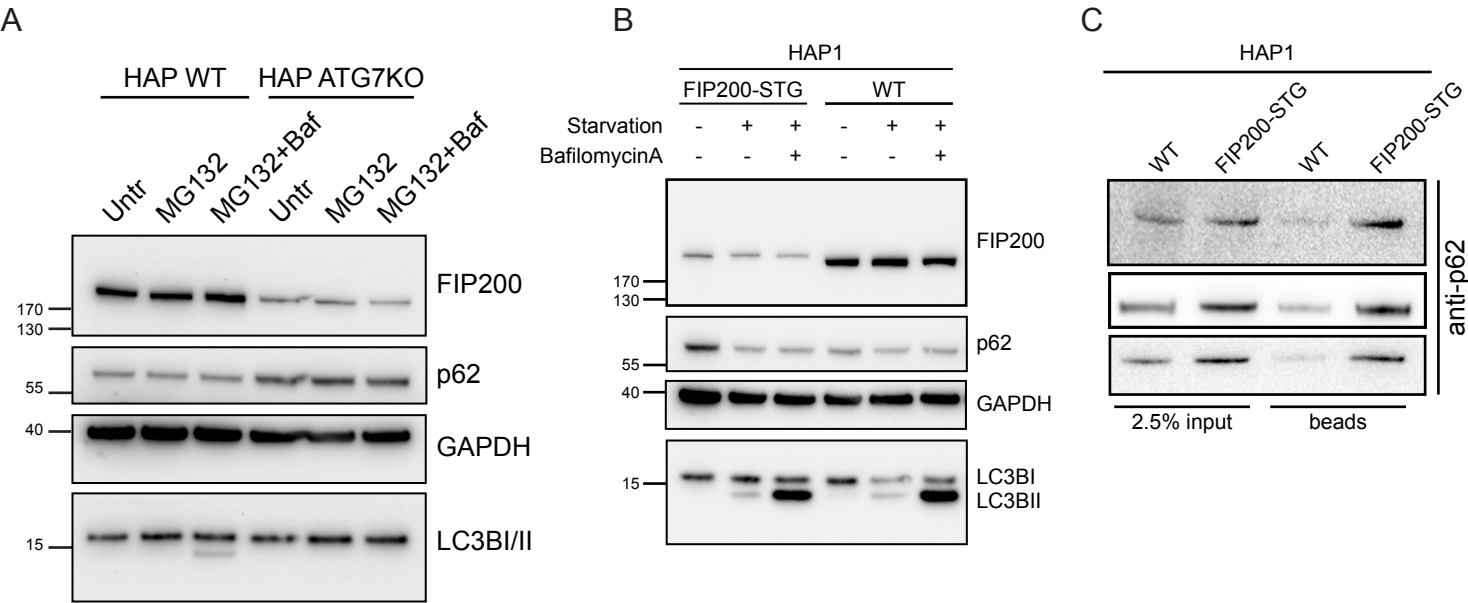 A
HAP WT HAP ATG7KO
Untr MG132 MG132+Baf Untr MG132 MG132+Baf
FIP200
170
130
p62
55
40
GAPDH
LC3BI/II
15
B
HAP1
FIP200-STG WT
Starvation - + + - + +
BafilomycinA - - + - - +
FIP200
170
130
p62
55
40
GAPDH
LC3BI
15
LC3BII
C
HAP1
WT FIP200-STG WT FIP200-STG
anti-p62
2.5% input beads